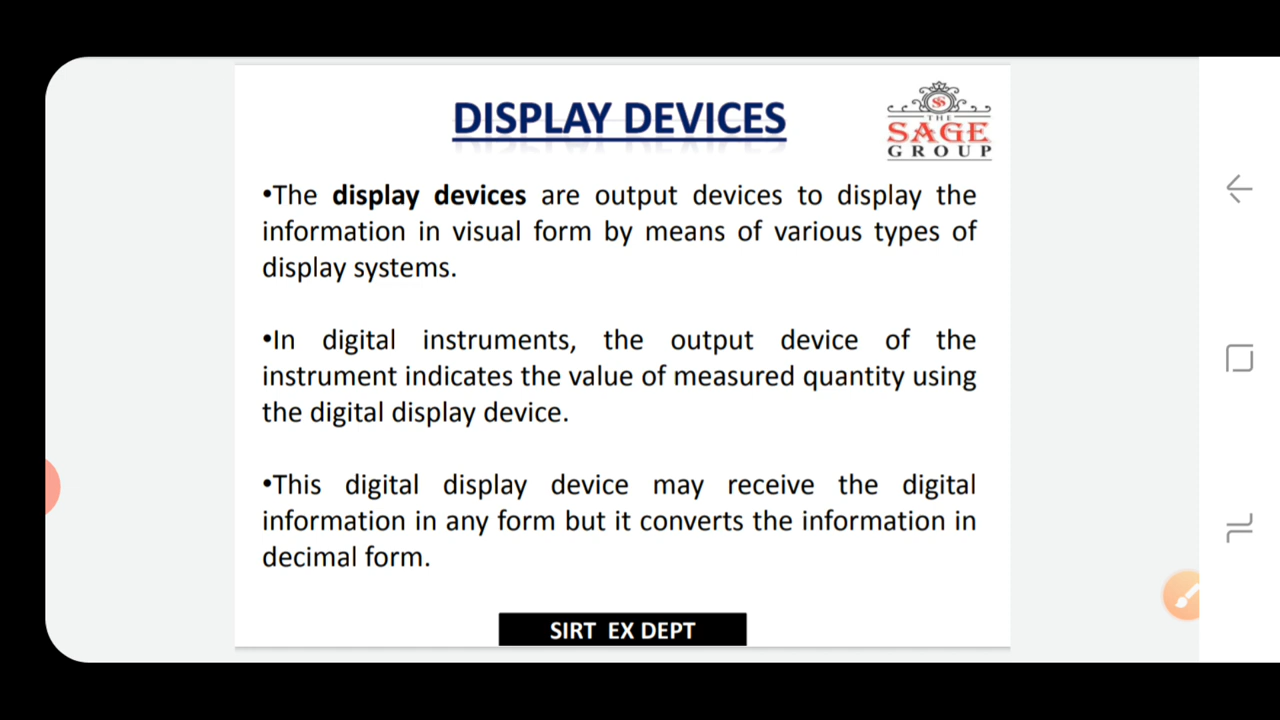 DISPLAY DEVICES
SS
THE
SAGE
GROUP
•The display devices are output devices to display the
information in visual form by means of various types of
display systems.
•In digital instruments, the output device of the
instrument indicates the value of measured quantity using
the digital display device.
•This digital display device may receive the digital
information in any form but it converts the information in
decimal form.
SIRT EX DEPT